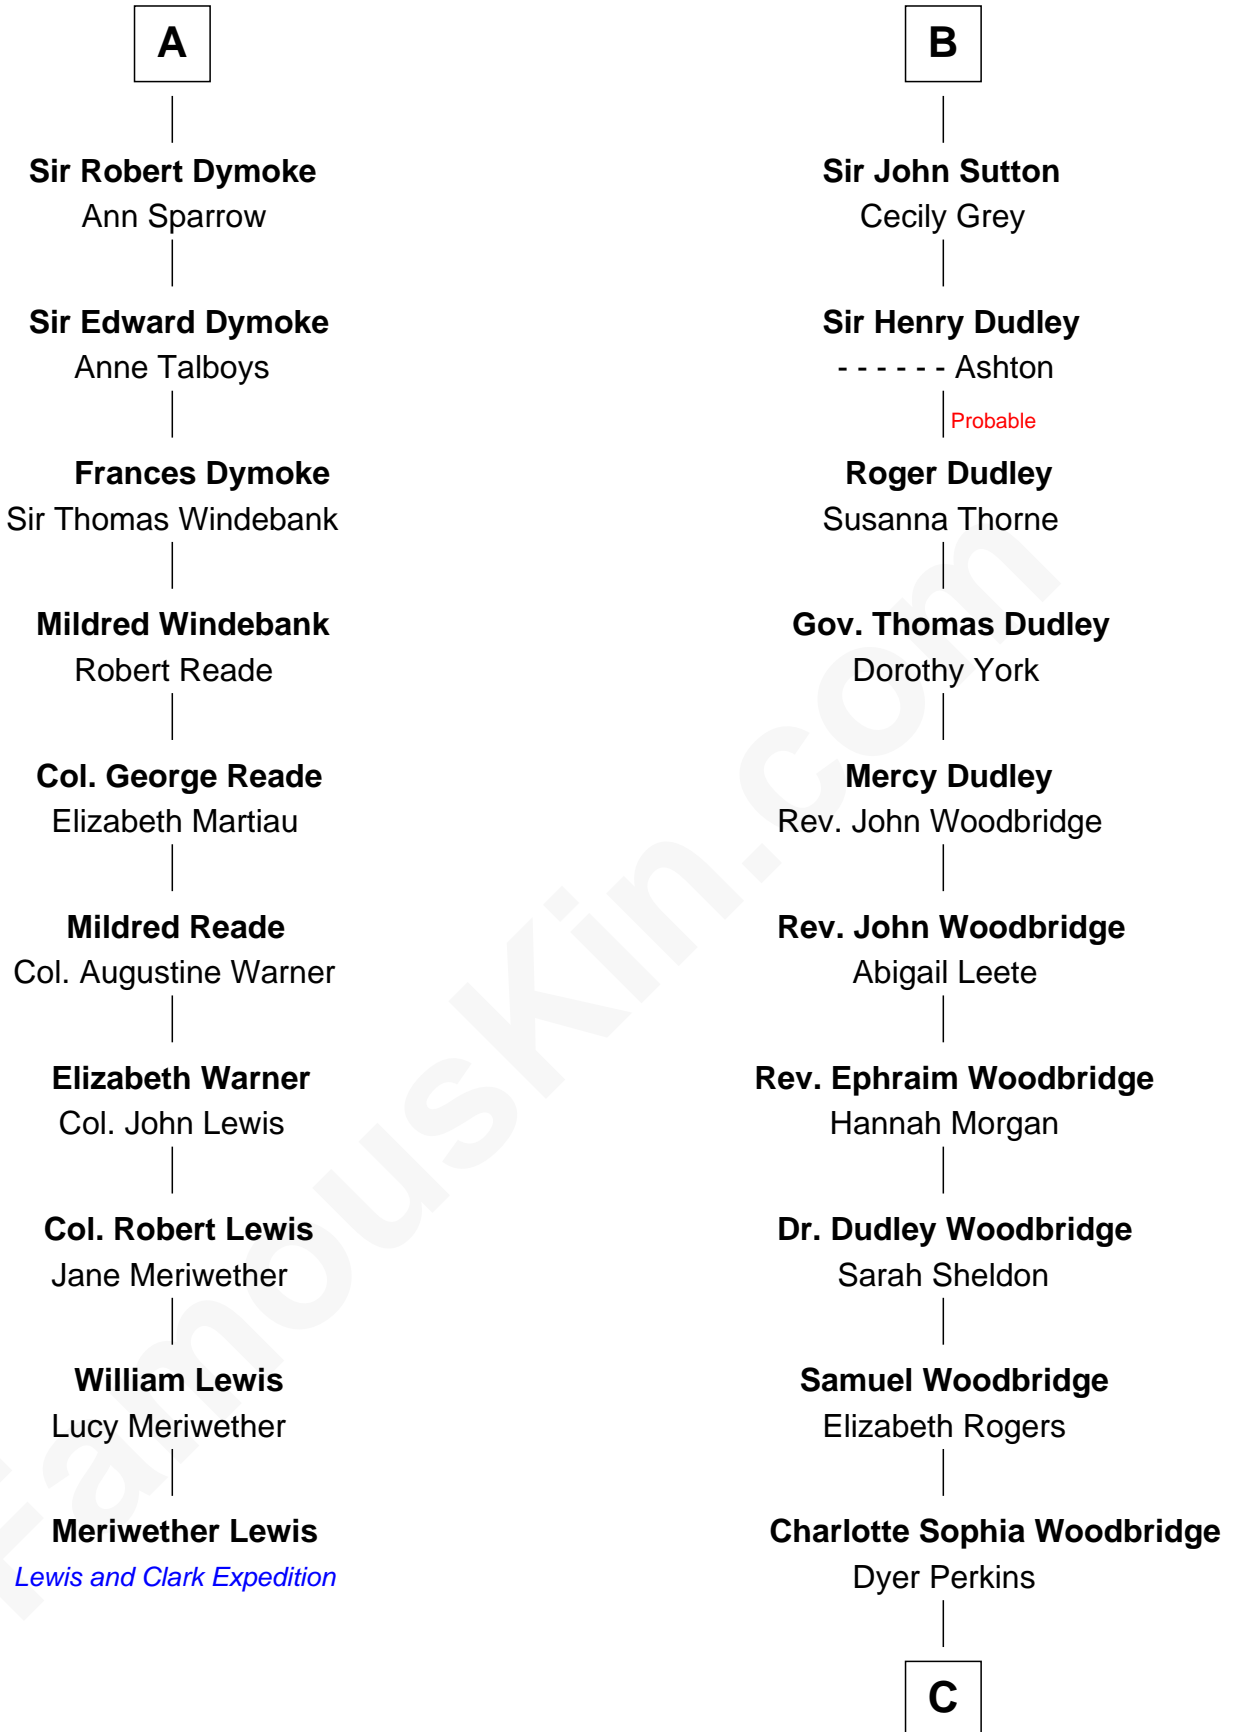 A
Sir Robert Dymoke
Ann Sparrow
Sir Edward Dymoke
Anne Talboys
Frances Dymoke
Sir Thomas Windebank
Mildred Windebank
Robert Reade
Col. George Reade
Elizabeth Martiau
Mildred Reade
Col. Augustine Warner
Elizabeth Warner
Col. John Lewis
Col. Robert Lewis
Jane Meriwether
William Lewis
Lucy Meriwether
Meriwether Lewis
Lewis and Clark Expedition
B
Sir John Sutton
Cecily Grey
Sir Henry Dudley
- - - - - - Ashton
Probable
Roger Dudley
Susanna Thorne
Gov. Thomas Dudley
Dorothy York
Mercy Dudley
Rev. John Woodbridge
Rev. John Woodbridge
Abigail Leete
Rev. Ephraim Woodbridge
Hannah Morgan
Dr. Dudley Woodbridge
Sarah Sheldon
Samuel Woodbridge
Elizabeth Rogers
Charlotte Sophia Woodbridge
Dyer Perkins
C
FamousKin.com